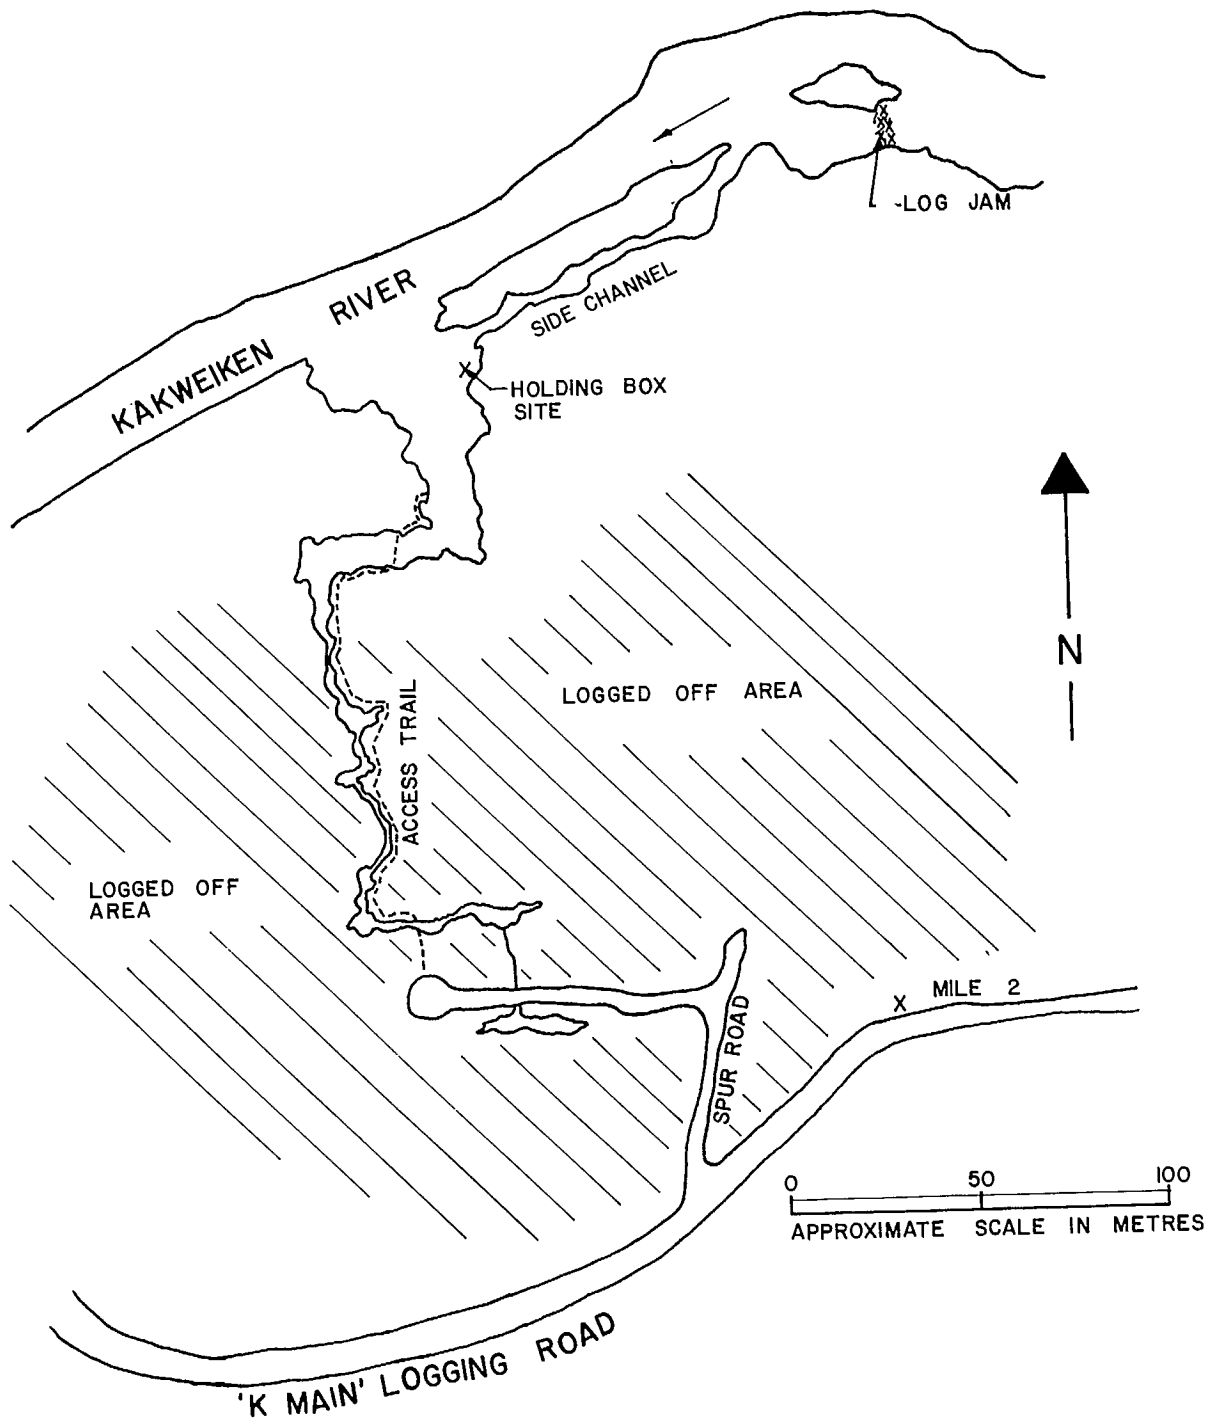 -LOG JAM
KAKWEIKEN RIVER
SIDE CHANNEL
X
HOLDING BOX
SITE
N
LOGGED OFF AREA
ACCESS TRAIL
LOGGED OFF
AREA
X MILE 2
SPUR ROAD
0 50 100
APPROXIMATE SCALE IN METRES
'K MAIN' LOGGING ROAD